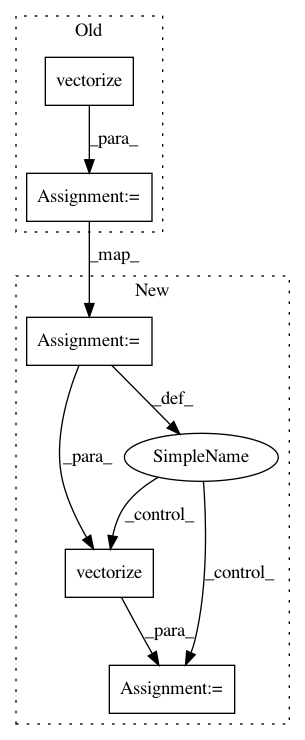 Old
vectorize
_para_
Assignment:=
_map_
New
Assignment:=
_def_
_para_
SimpleName
_control_
vectorize
_control_
_para_
Assignment:=